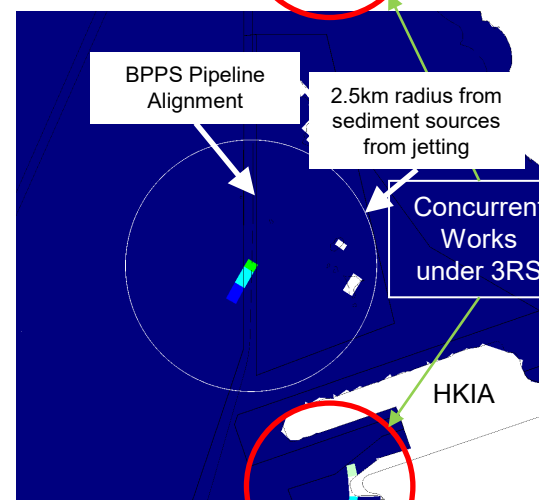 BPPS Pipeline
Alignment
2.5km radius from
sediment sources
from jetting
Concurrent
Works
under 3RS
HKIA